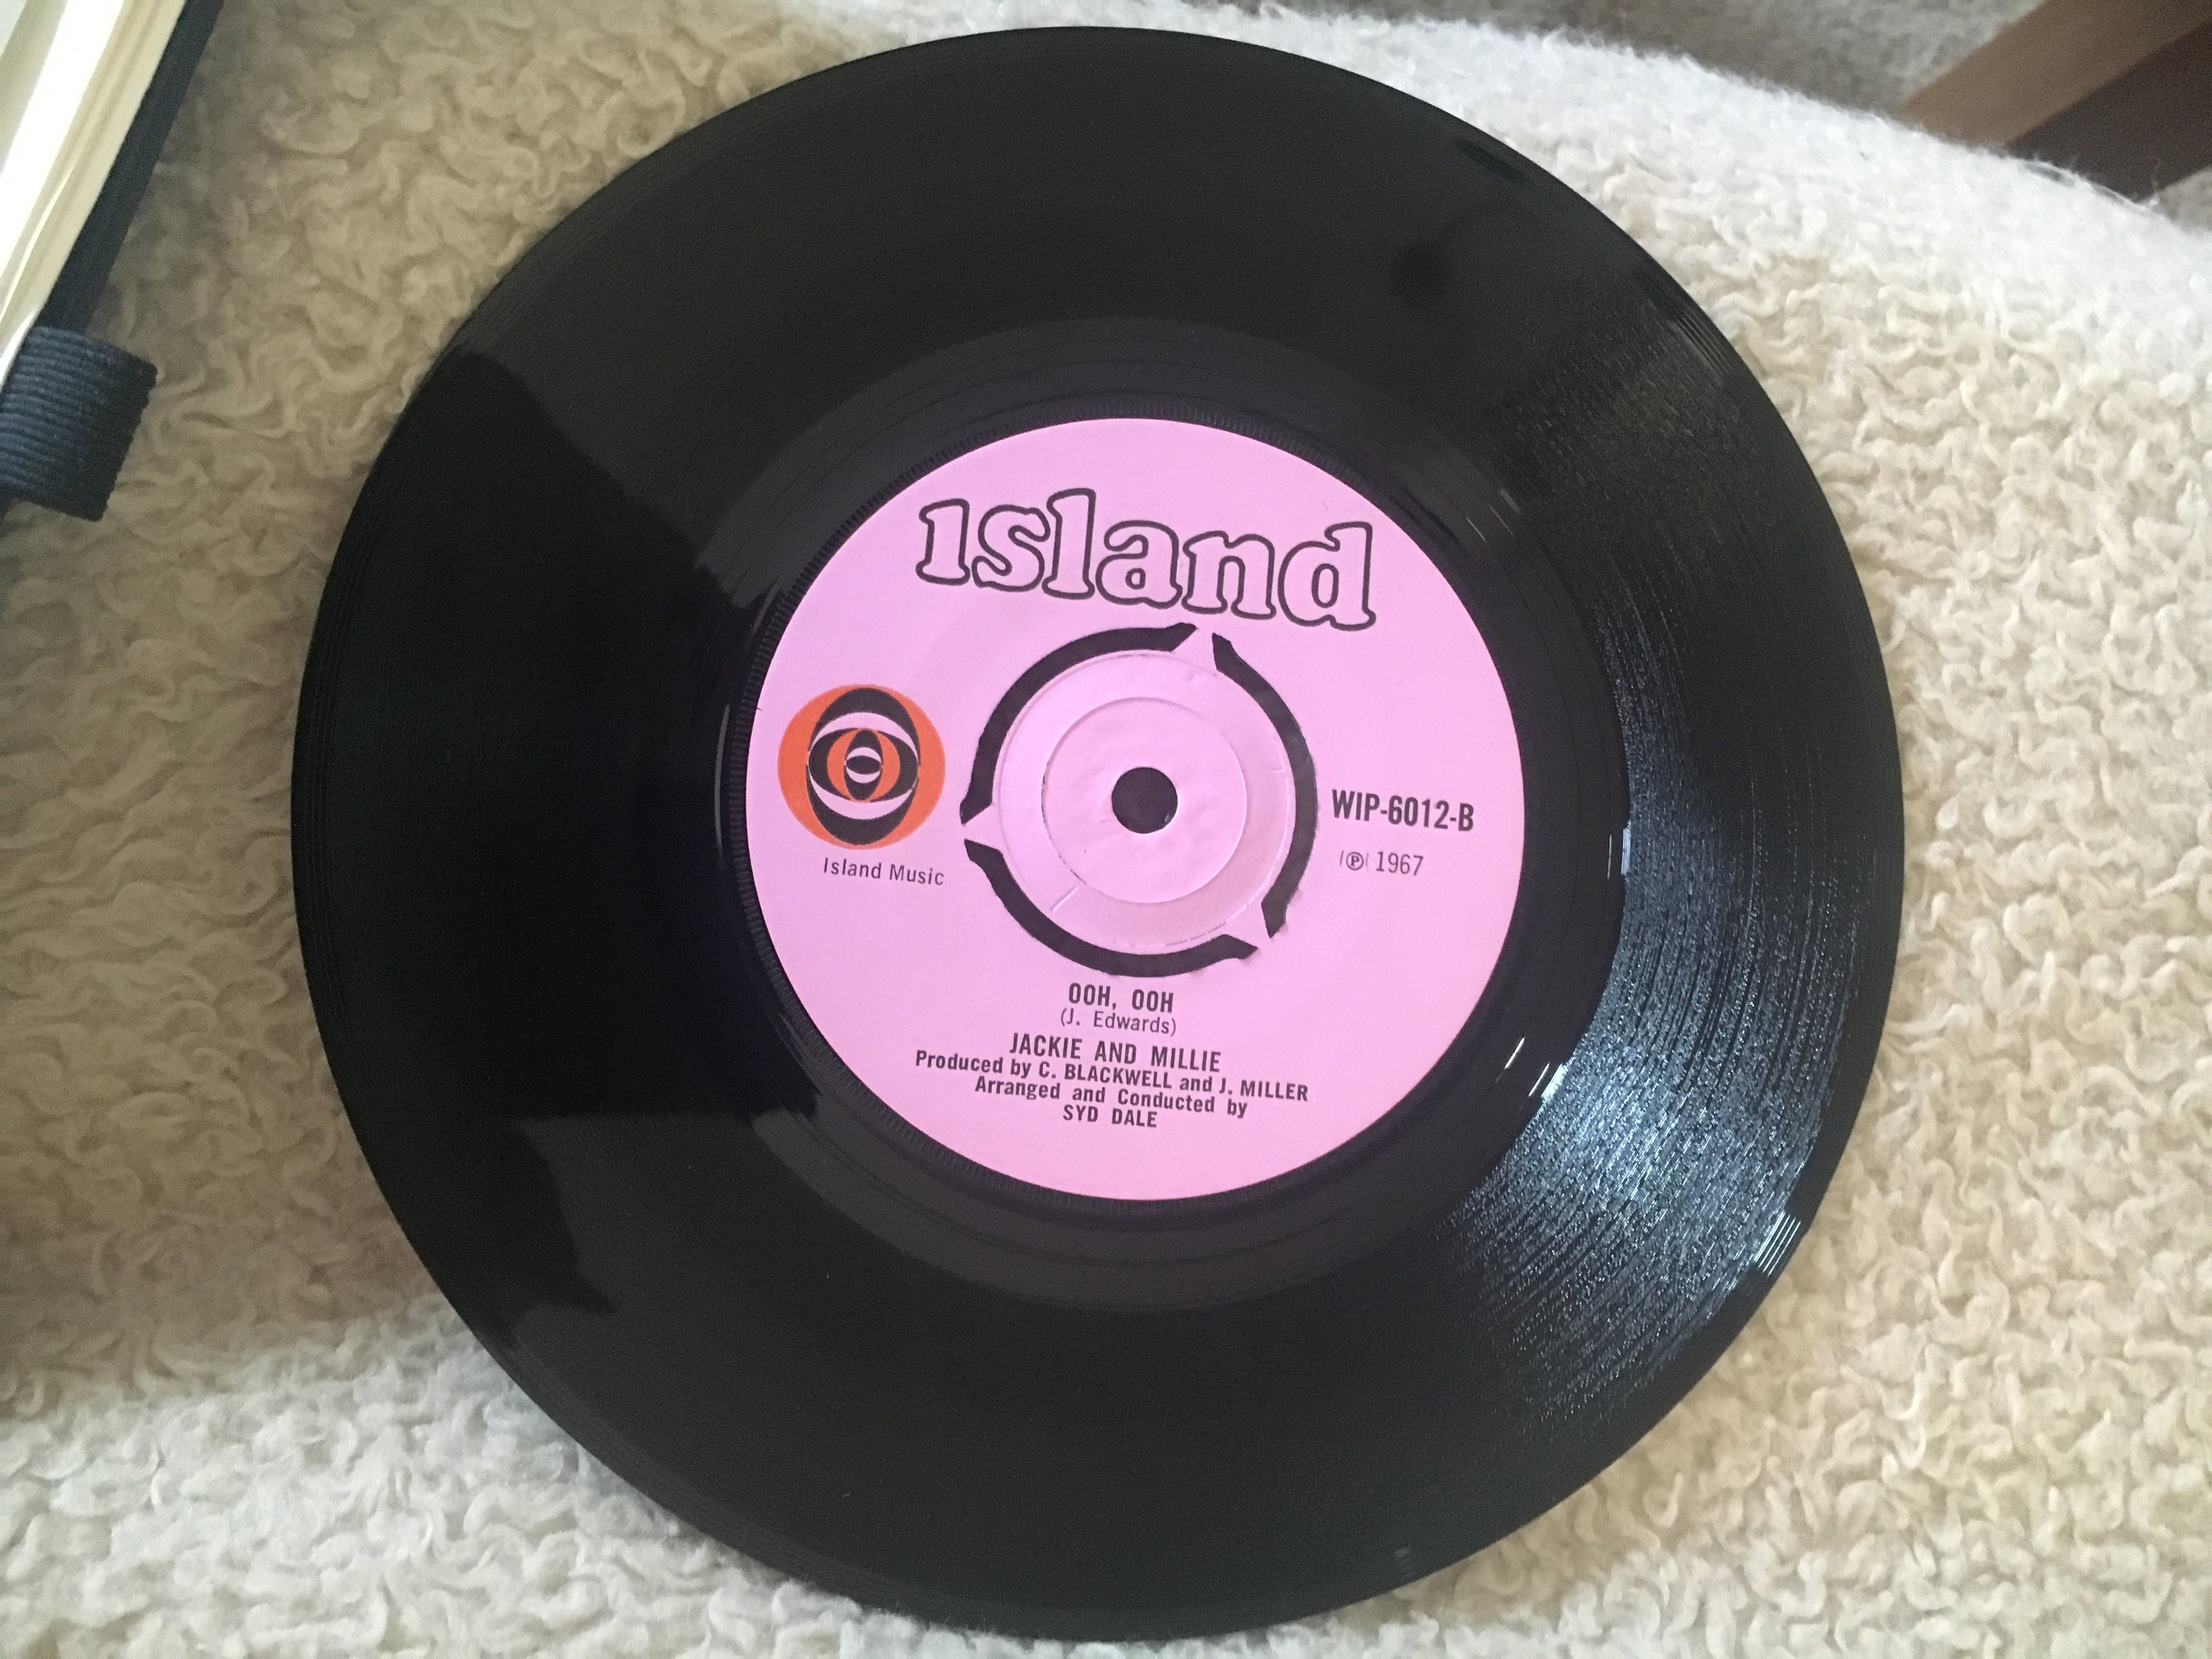 island
Island Music
WIP-6012-B
℗ 1967
OOH, OOH
(J. Edwards)
JACKIE AND MILLIE
Produced by C. BLACKWELL and J. MILLER
Arranged and Conducted by
SYD DALE